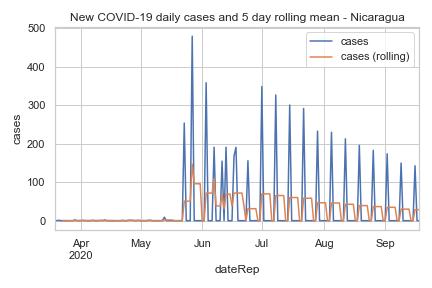 New COVID-19 daily cases and 5 day rolling mean - Nicaragua
cases
cases (rolling)
500
400
300
200
100
0
cases
Apr
2020
May
Jun
Jul
Aug
Sep
dateRep